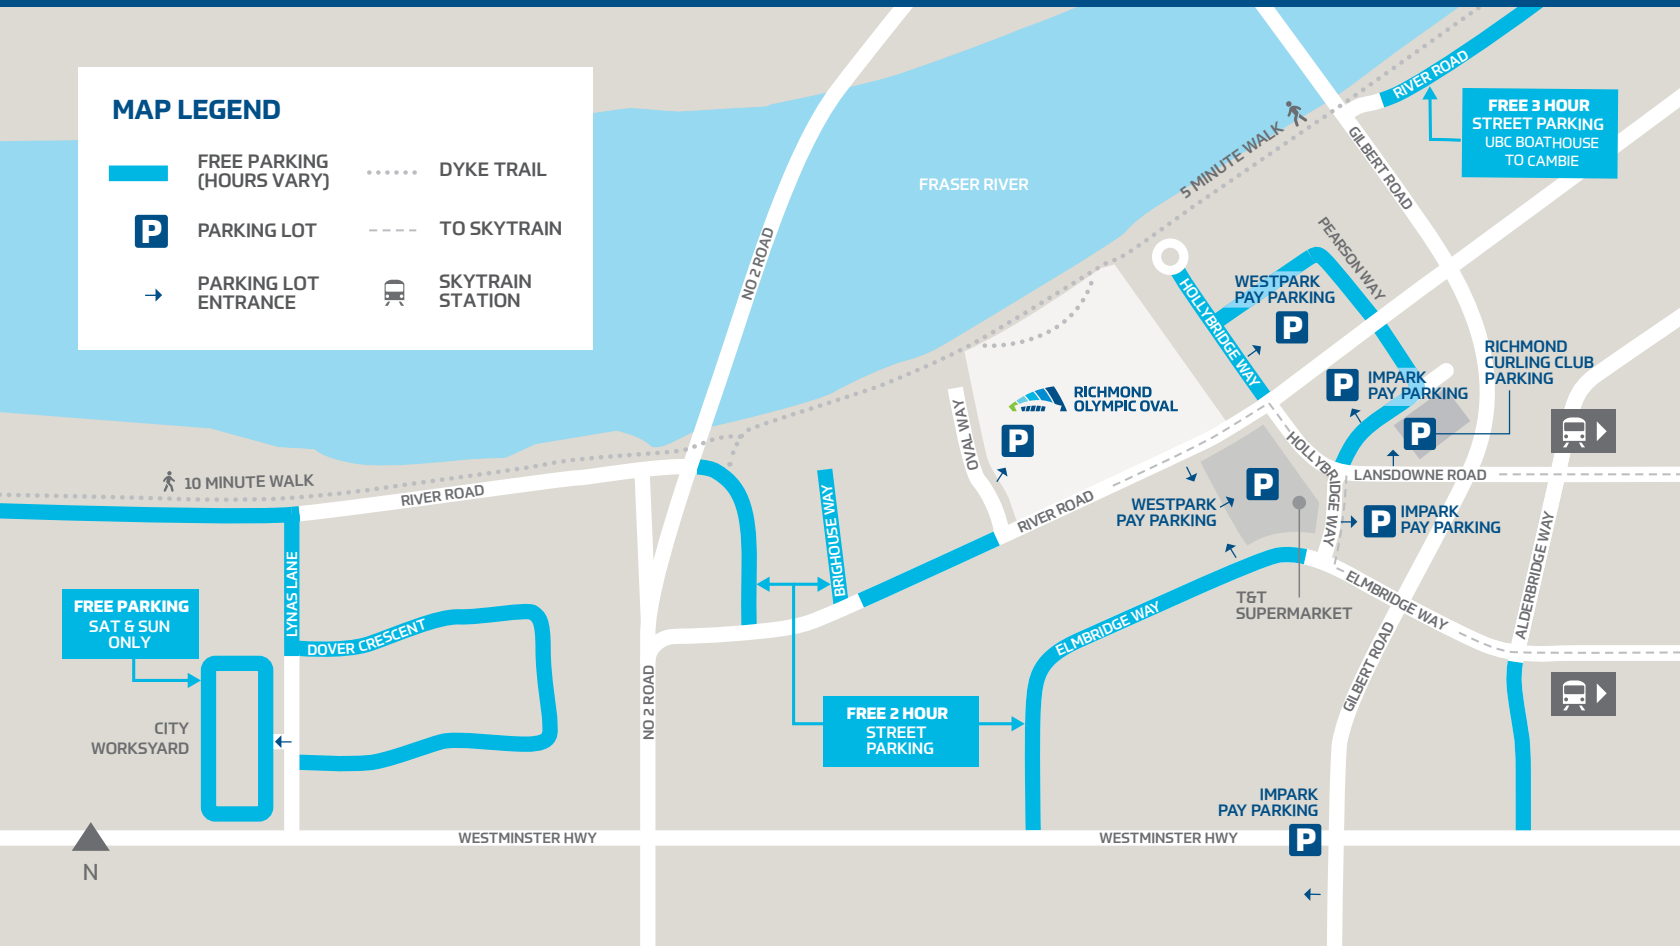 MAP LEGEND
FREE PARKING
(HOURS VARY)
DYKE TRAIL
P
PARKING LOT
TO SKYTRAIN
PARKING LOT
ENTRANCE
SKYTRAIN
STATION
FRASER RIVER
NO 2 ROAD
5 MINUTE WALK
RIVER ROAD
FREE 3 HOUR
STREET PARKING
UBC BOATHOUSE
TO CAMBIE
GILBERT ROAD
PEARSON WAY
HOLLYBRIDGE WAY
WESTPARK
PAY PARKING
P
RICHMOND
CURLING CLUB
PARKING
P
IMPARK
PAY PARKING
P
RICHMOND
OLYMPIC OVAL
P
OVAL WAY
RIVER ROAD
HOLLYBRIDGE WAY
LANSDOWNE ROAD
P
WESTPARK
PAY PARKING
P
IMPARK
PAY PARKING
ALDERBRIDGE WAY
T&T
SUPERMARKET
ELMBRIDGE WAY
ELMBRIDGE WAY
GILBERT ROAD
10 MINUTE WALK
RIVER ROAD
BRIGHOUSE WAY
LYNAS LANE
FREE PARKING
SAT & SUN
ONLY
DOVER CRESCENT
CITY
WORKSYARD
NO 2 ROAD
FREE 2 HOUR
STREET
PARKING
IMPARK
PAY PARKING
P
WESTMINSTER HWY
WESTMINSTER HWY
N